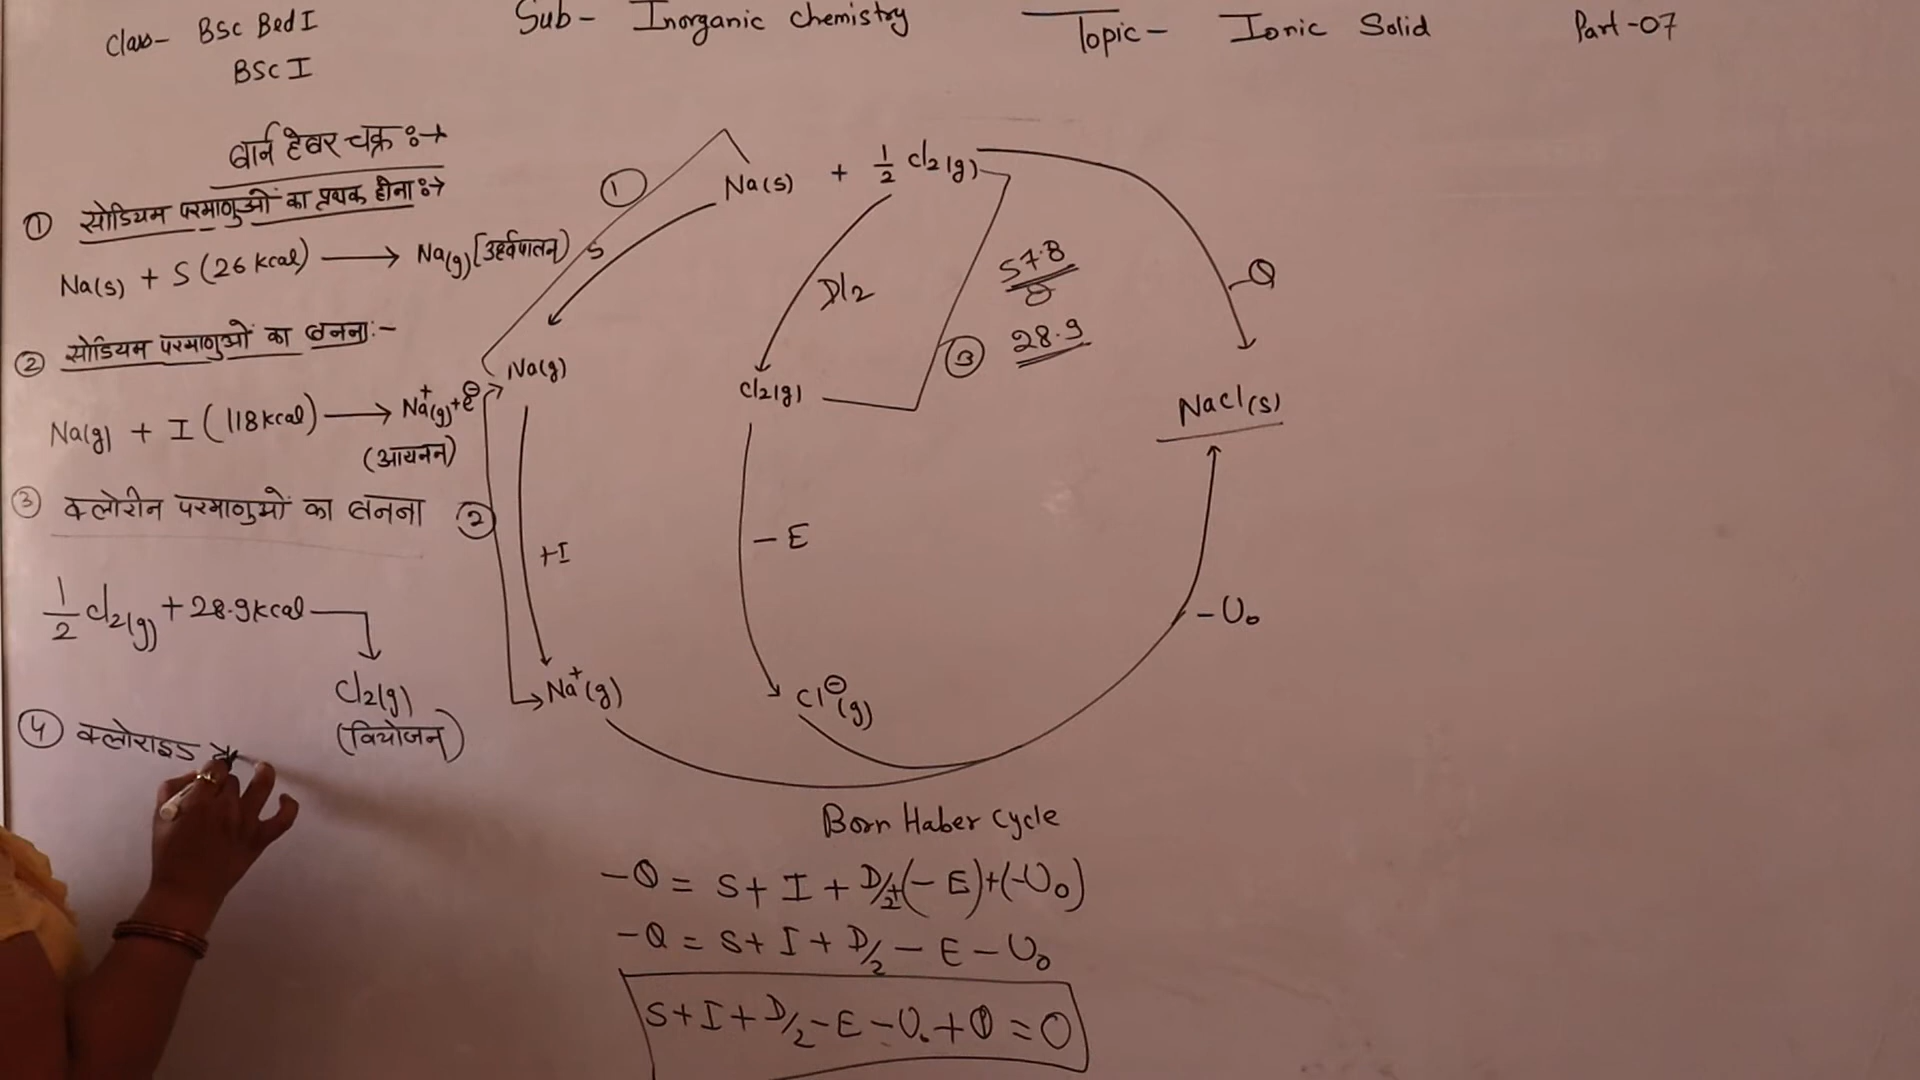 Class- BSc Bed I
BSc I
Sub- Inorganic Chemistry
Topic- Ionic Solid
Part-07
बार्न हेबर चक्र :→
① सोडियम परमाणुओं का प्रथक होना :→
Na(s) + S (26 kcal) → Na(g) [उर्ध्वपातन]
② सोडियम परमाणुओं का बनना :-
Na(g) + I (118 kcal) → Na⁺(g) + e⊖
(आयनन)
③ क्लोरीन परमाणुओं का बनना
1/2 Cl₂(g) + 28.9 kcal →
Cl₂(g)
(वियोजन)
④ क्लोराइड
Na(s) + 1/2 Cl₂(g)
①
S
D/2
57.8
28.9
③
Q
Na(g)
Cl₂(g)
NaCl(s)
②
+I
-E
-U₀
Na⁺(g)
Cl⊖(g)
Born Haber Cycle
-Q = S + I + D/2 + (-E) + (-U₀)
-Q = S + I + D/2 - E - U₀
S + I + D/2 - E - U₀ + Q = 0